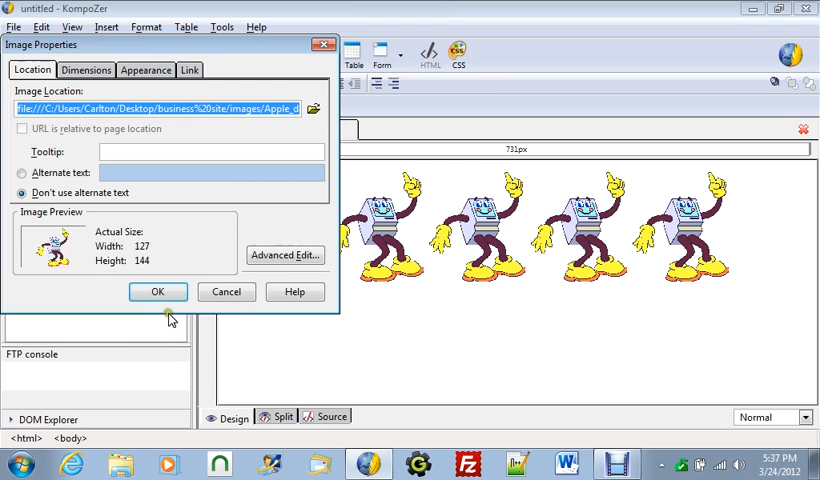 untitled - KompoZer
File Edit View Insert Format Table Tools Help
Image Properties
Location Dimensions Appearance Link
Table Form HTML CSS
Image Location:
file:///C:/Users/Carlton/Desktop/business%20site/images/Apple_d
URL is relative to page location
731px
Tooltip:
Alternate text:
Don't use alternate text
Image Preview
Actual Size:
Width: 127
Height: 144
Advanced Edit...
OK Cancel Help
FTP console
DOM Explorer
Design Split Source
Normal
<html> <body>
5:37 PM
3/24/2012